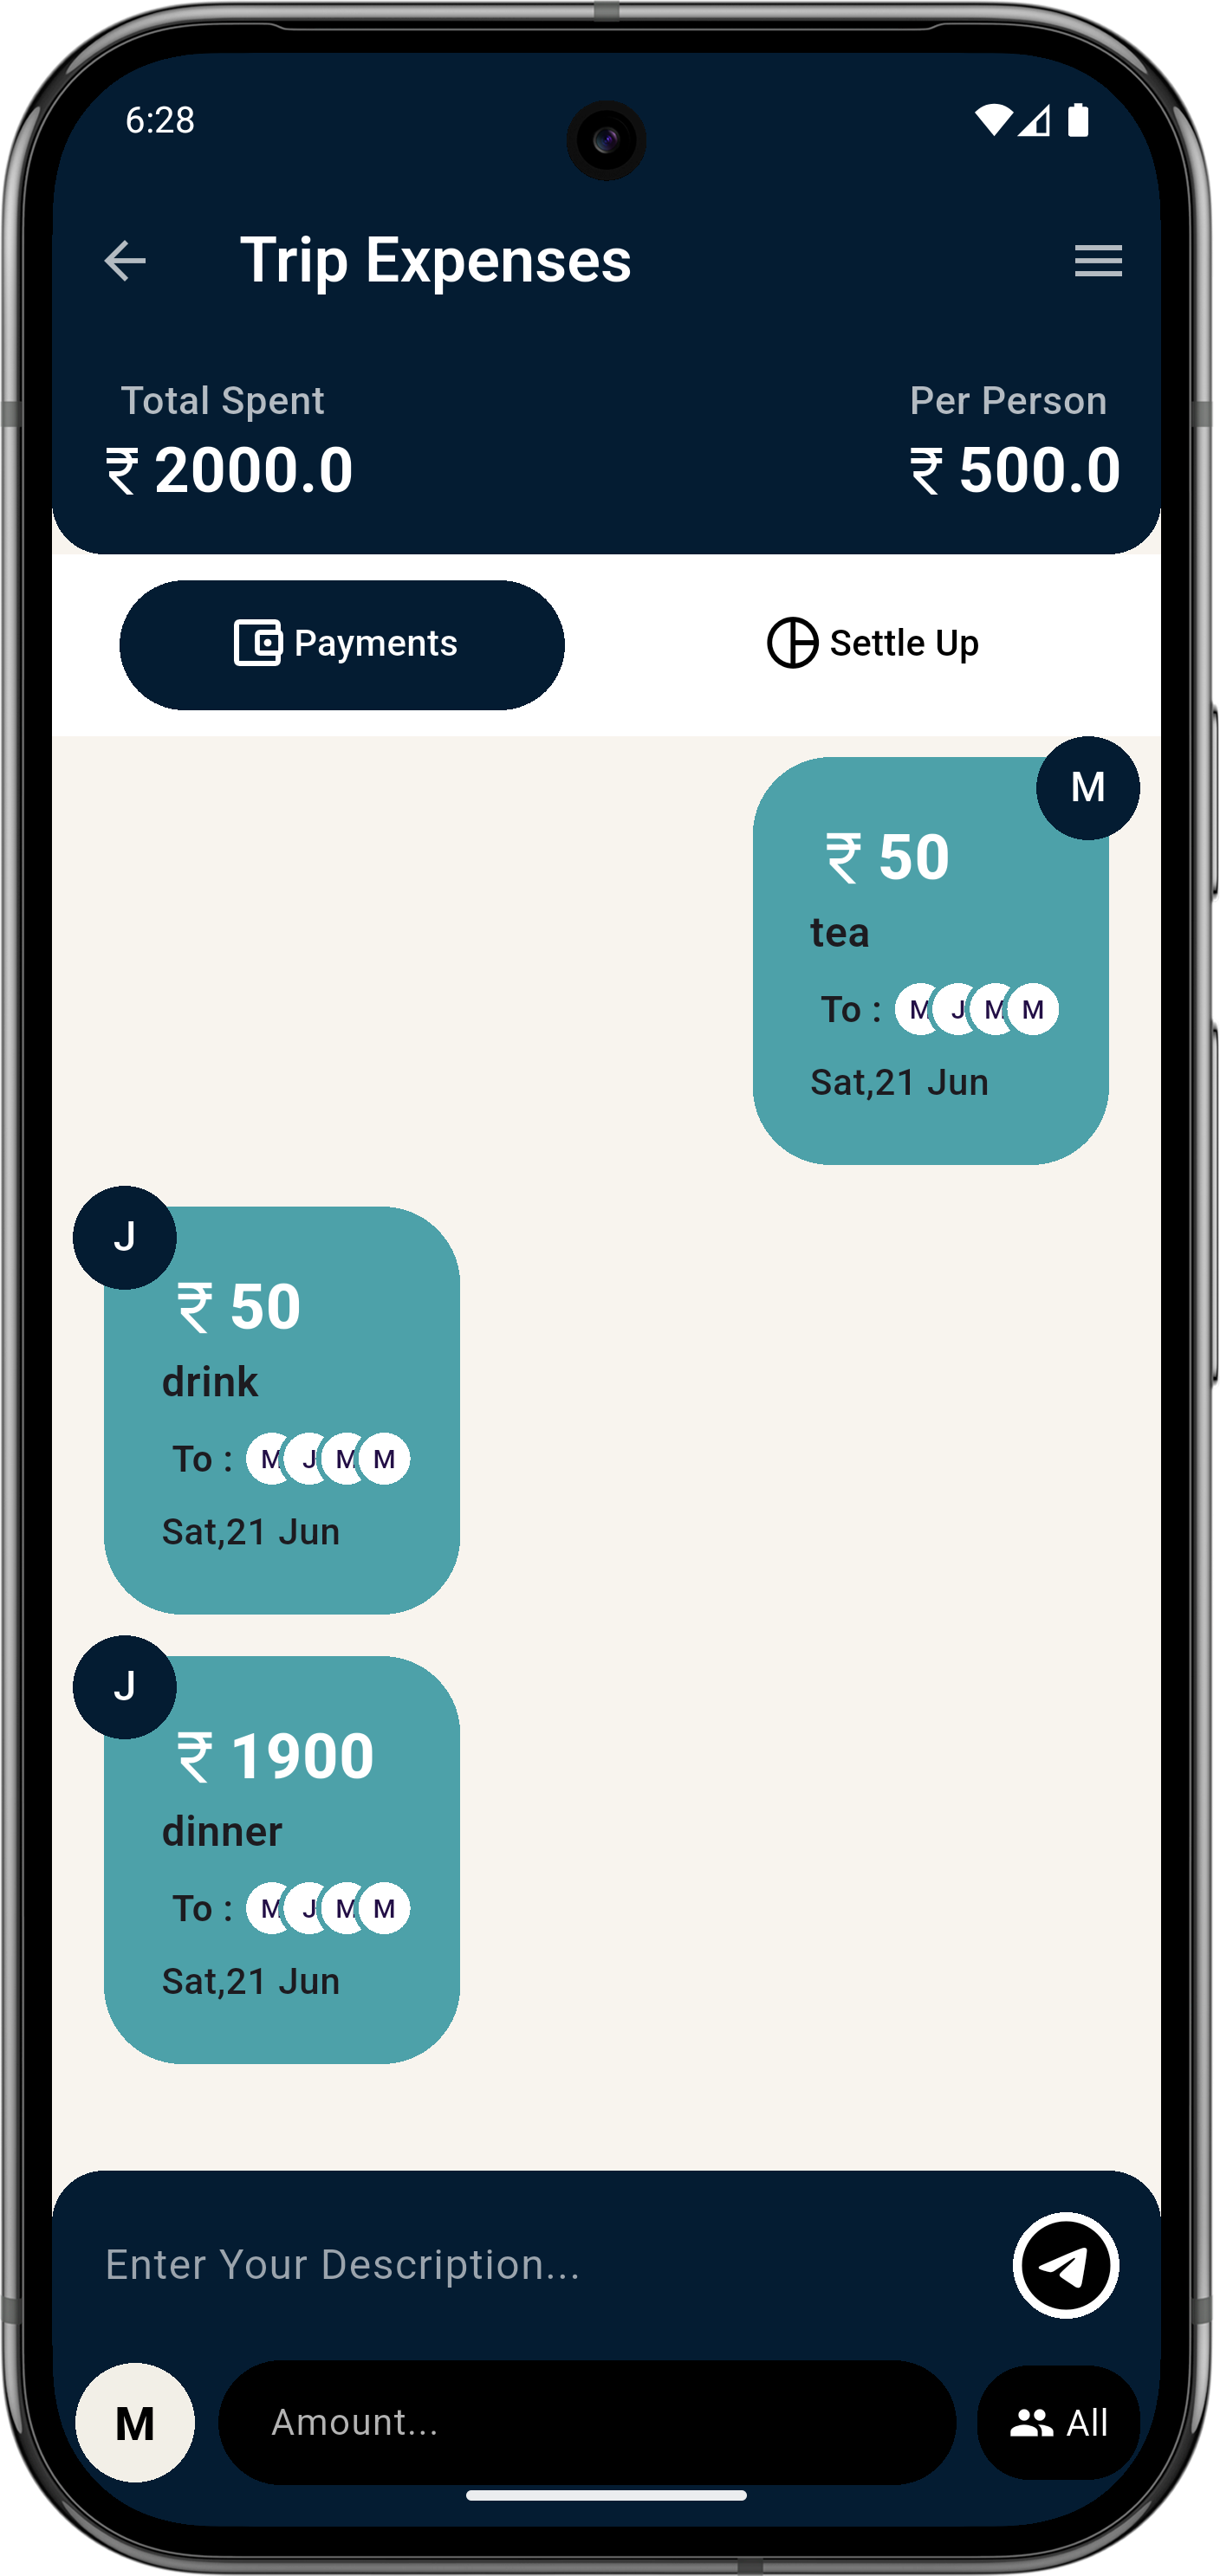 6:28
Trip Expenses
Total Spent
₹ 2000.0
Per Person
₹ 500.0
Payments
Settle Up
M
₹ 50
tea
To : M J M M
Sat,21 Jun
J
₹ 50
drink
To : M J M M
Sat,21 Jun
J
₹ 1900
dinner
To : M J M M
Sat,21 Jun
Enter Your Description...
M
Amount...
All